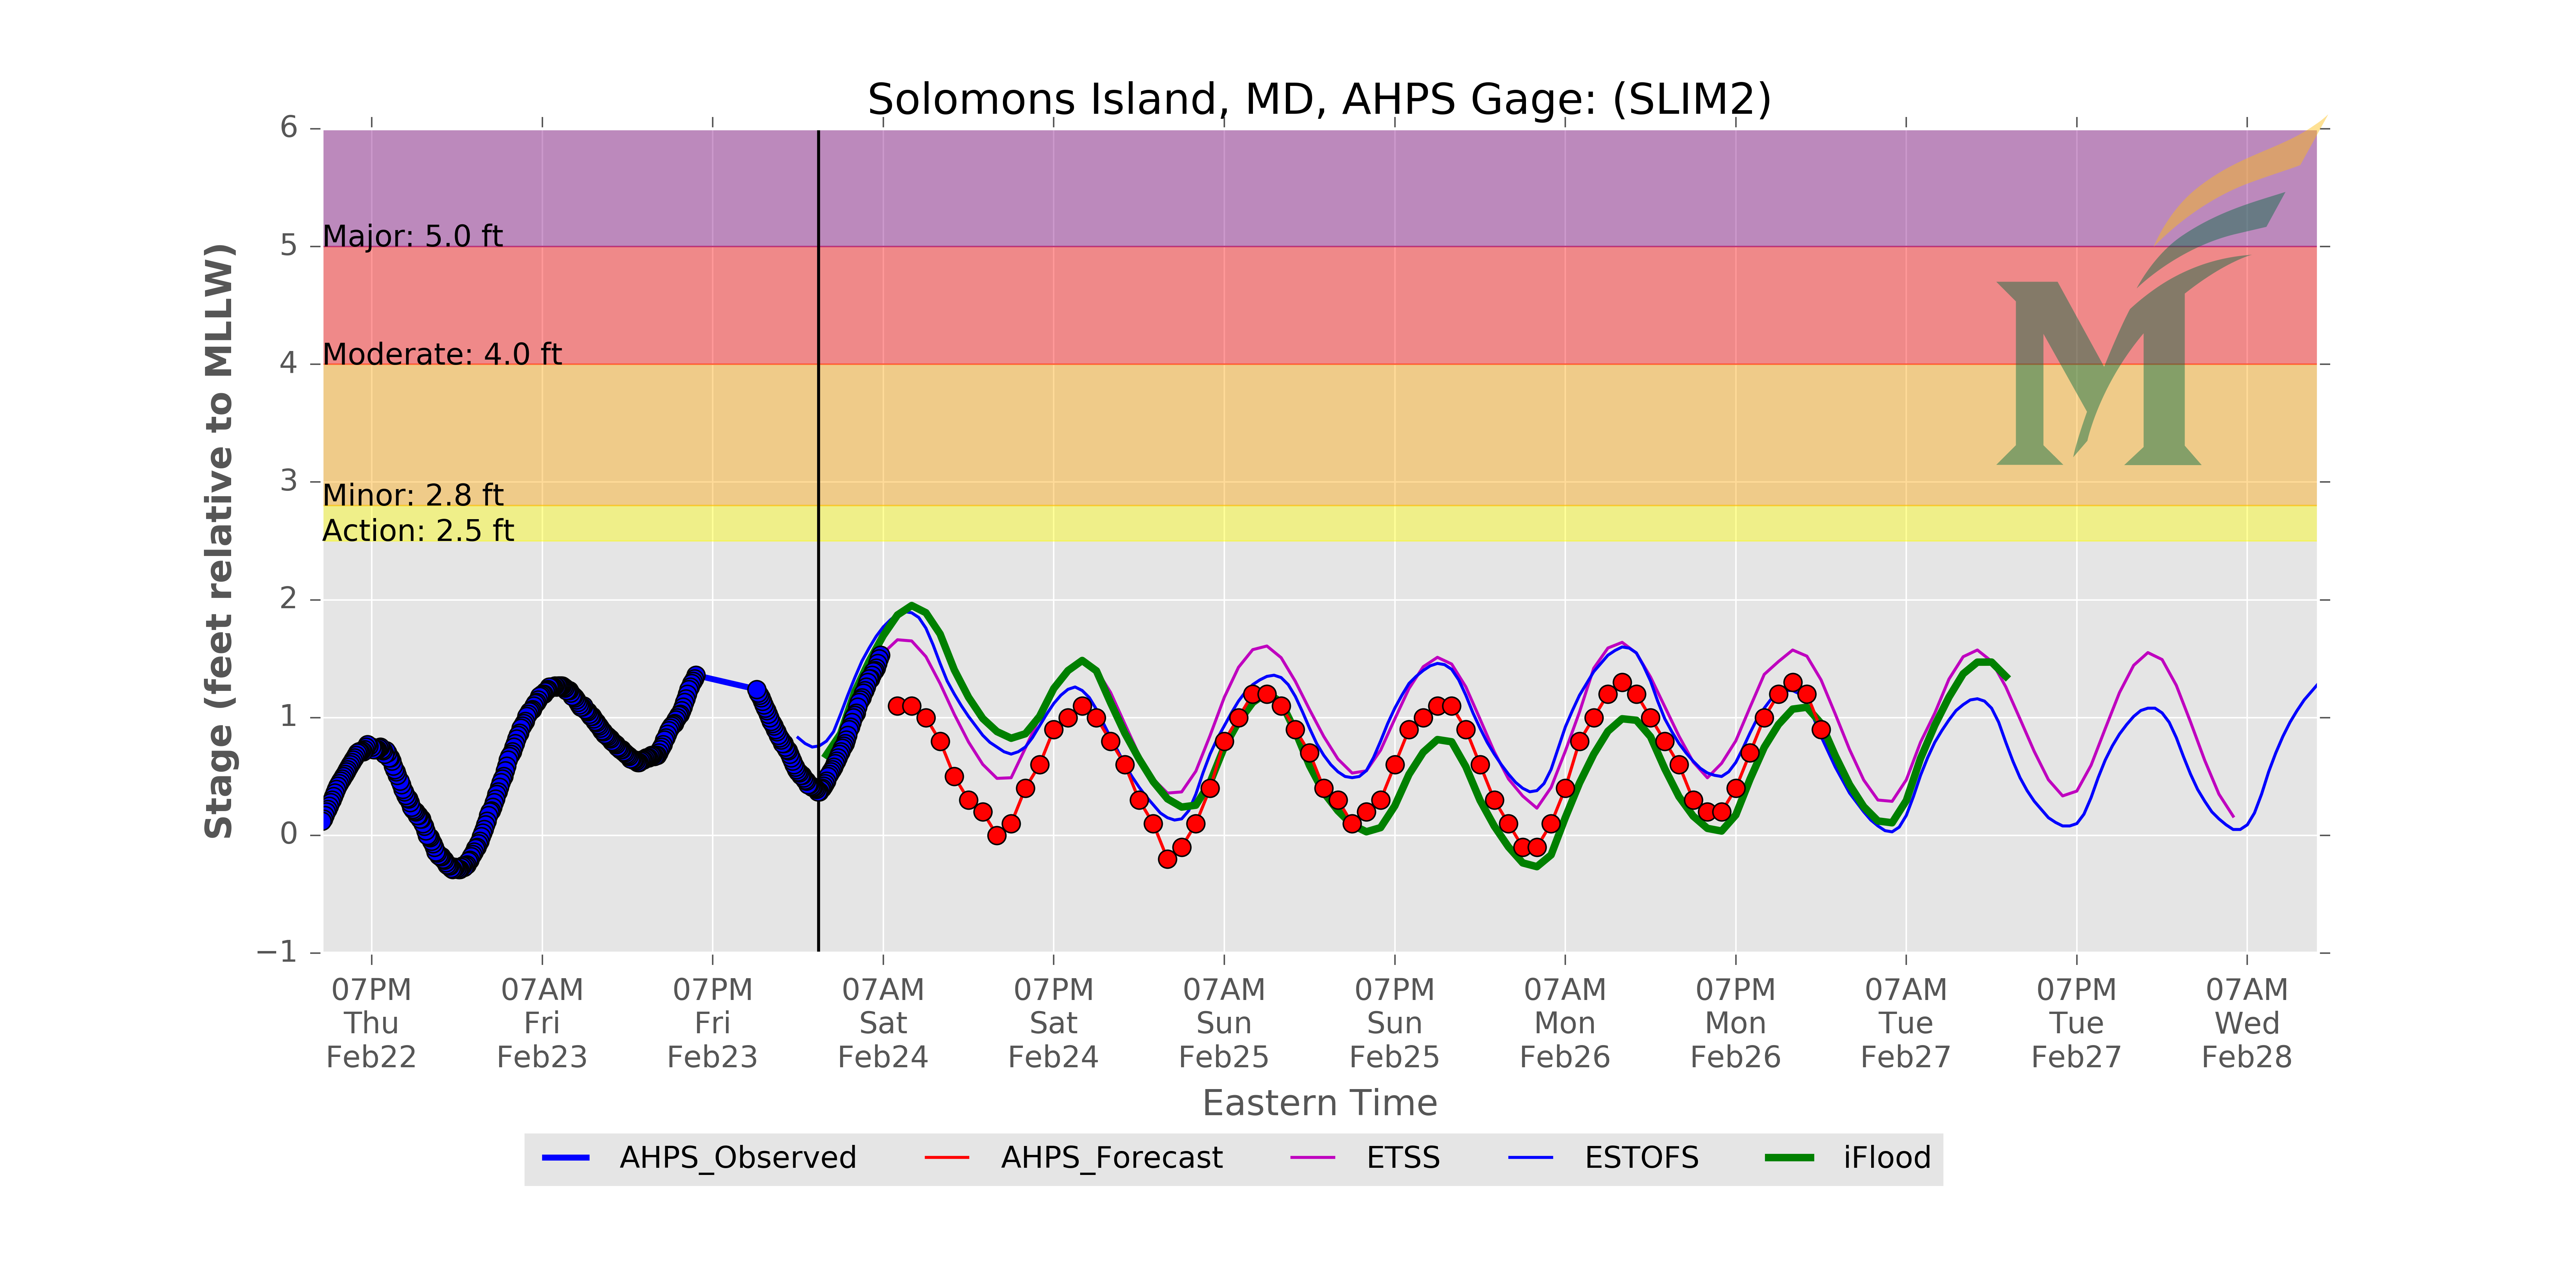 Solomons Island, MD, AHPS Gage: (SLIM2)
Stage (feet relative to MLLW)
6
5
4
3
2
1
0
−1
Major: 5.0 ft
Moderate: 4.0 ft
Minor: 2.8 ft
Action: 2.5 ft
M
07PM 07AM 07PM 07AM 07PM 07AM 07PM 07AM 07PM 07AM 07PM 07AM
Thu Fri Fri Sat Sat Sun Sun Mon Mon Tue Tue Wed
Feb22 Feb23 Feb23 Feb24 Feb24 Feb25 Feb25 Feb26 Feb26 Feb27 Feb27 Feb28
Eastern Time
AHPS_Observed AHPS_Forecast ETSS ESTOFS iFlood